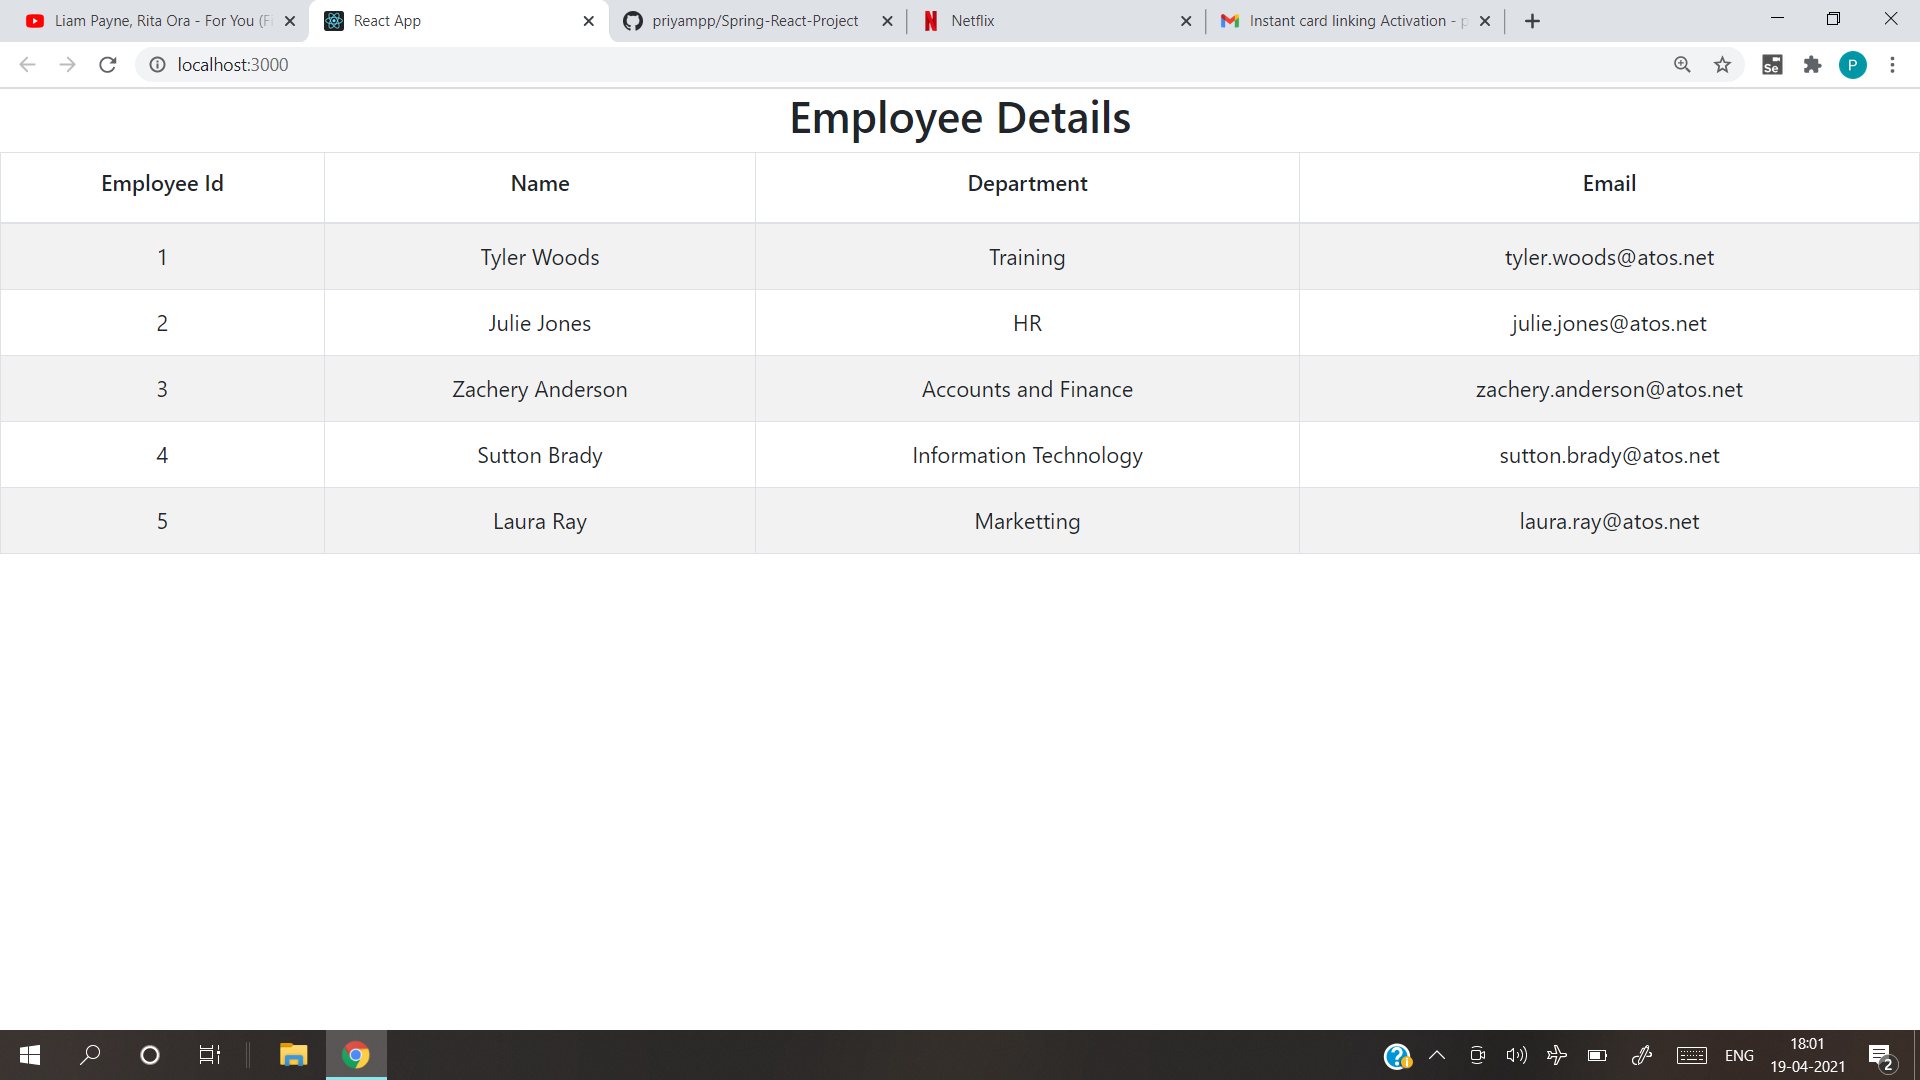 Liam Payne, Rita Ora - For You (Fi
React App
priyampp/Spring-React-Project
Netflix
Instant card linking Activation - p
localhost:3000
Se
P
Employee Details
Employee Id Name Department Email
1 Tyler Woods Training tyler.woods@atos.net
2 Julie Jones HR julie.jones@atos.net
3 Zachery Anderson Accounts and Finance zachery.anderson@atos.net
4 Sutton Brady Information Technology sutton.brady@atos.net
5 Laura Ray Marketting laura.ray@atos.net
ENG
18:01
19-04-2021
2